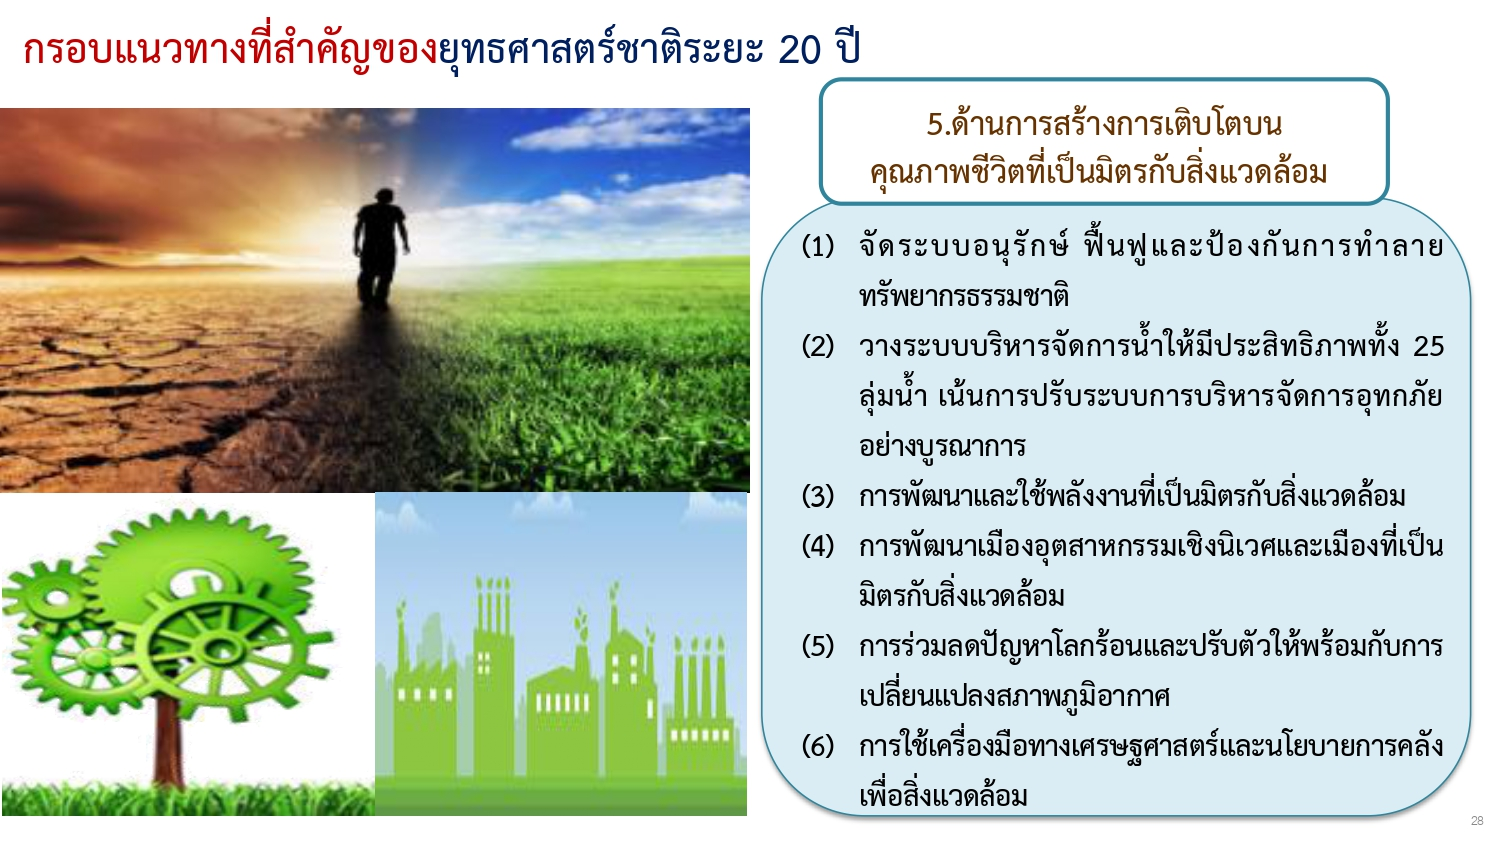 กรอบแนวทางที่สำคัญของยุทธศาสตร์ชาติระยะ 20 ปี
5.ด้านการสร้างการเติบโตบน
คุณภาพชีวิตที่เป็นมิตรกับสิ่งแวดล้อม
(1) จัดระบบอนุรักษ์ ฟื้นฟูและป้องกันการทำลาย
ทรัพยากรธรรมชาติ
(2) วางระบบบริหารจัดการน้ำให้มีประสิทธิภาพทั้ง 25
ลุ่มน้ำ เน้นการปรับระบบการบริหารจัดการอุทกภัย
อย่างบูรณาการ
(3) การพัฒนาและใช้พลังงานที่เป็นมิตรกับสิ่งแวดล้อม
(4) การพัฒนาเมืองอุตสาหกรรมเชิงนิเวศและเมืองที่เป็น
มิตรกับสิ่งแวดล้อม
(5) การร่วมลดปัญหาโลกร้อนและปรับตัวให้พร้อมกับการ
เปลี่ยนแปลงสภาพภูมิอากาศ
(6) การใช้เครื่องมือทางเศรษฐศาสตร์และนโยบายการคลัง
เพื่อสิ่งแวดล้อม
28